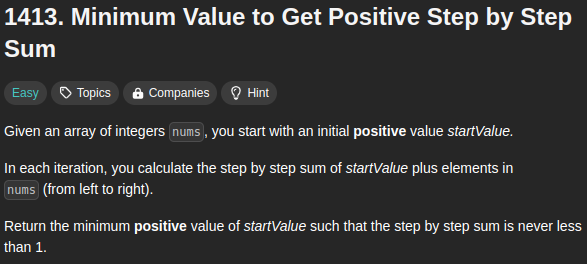 1413. Minimum Value to Get Positive Step by Step
Sum
Easy Topics Companies Hint
Given an array of integers nums, you start with an initial positive value startValue.
In each iteration, you calculate the step by step sum of startValue plus elements in
nums (from left to right).
Return the minimum positive value of startValue such that the step by step sum is never less
than 1.